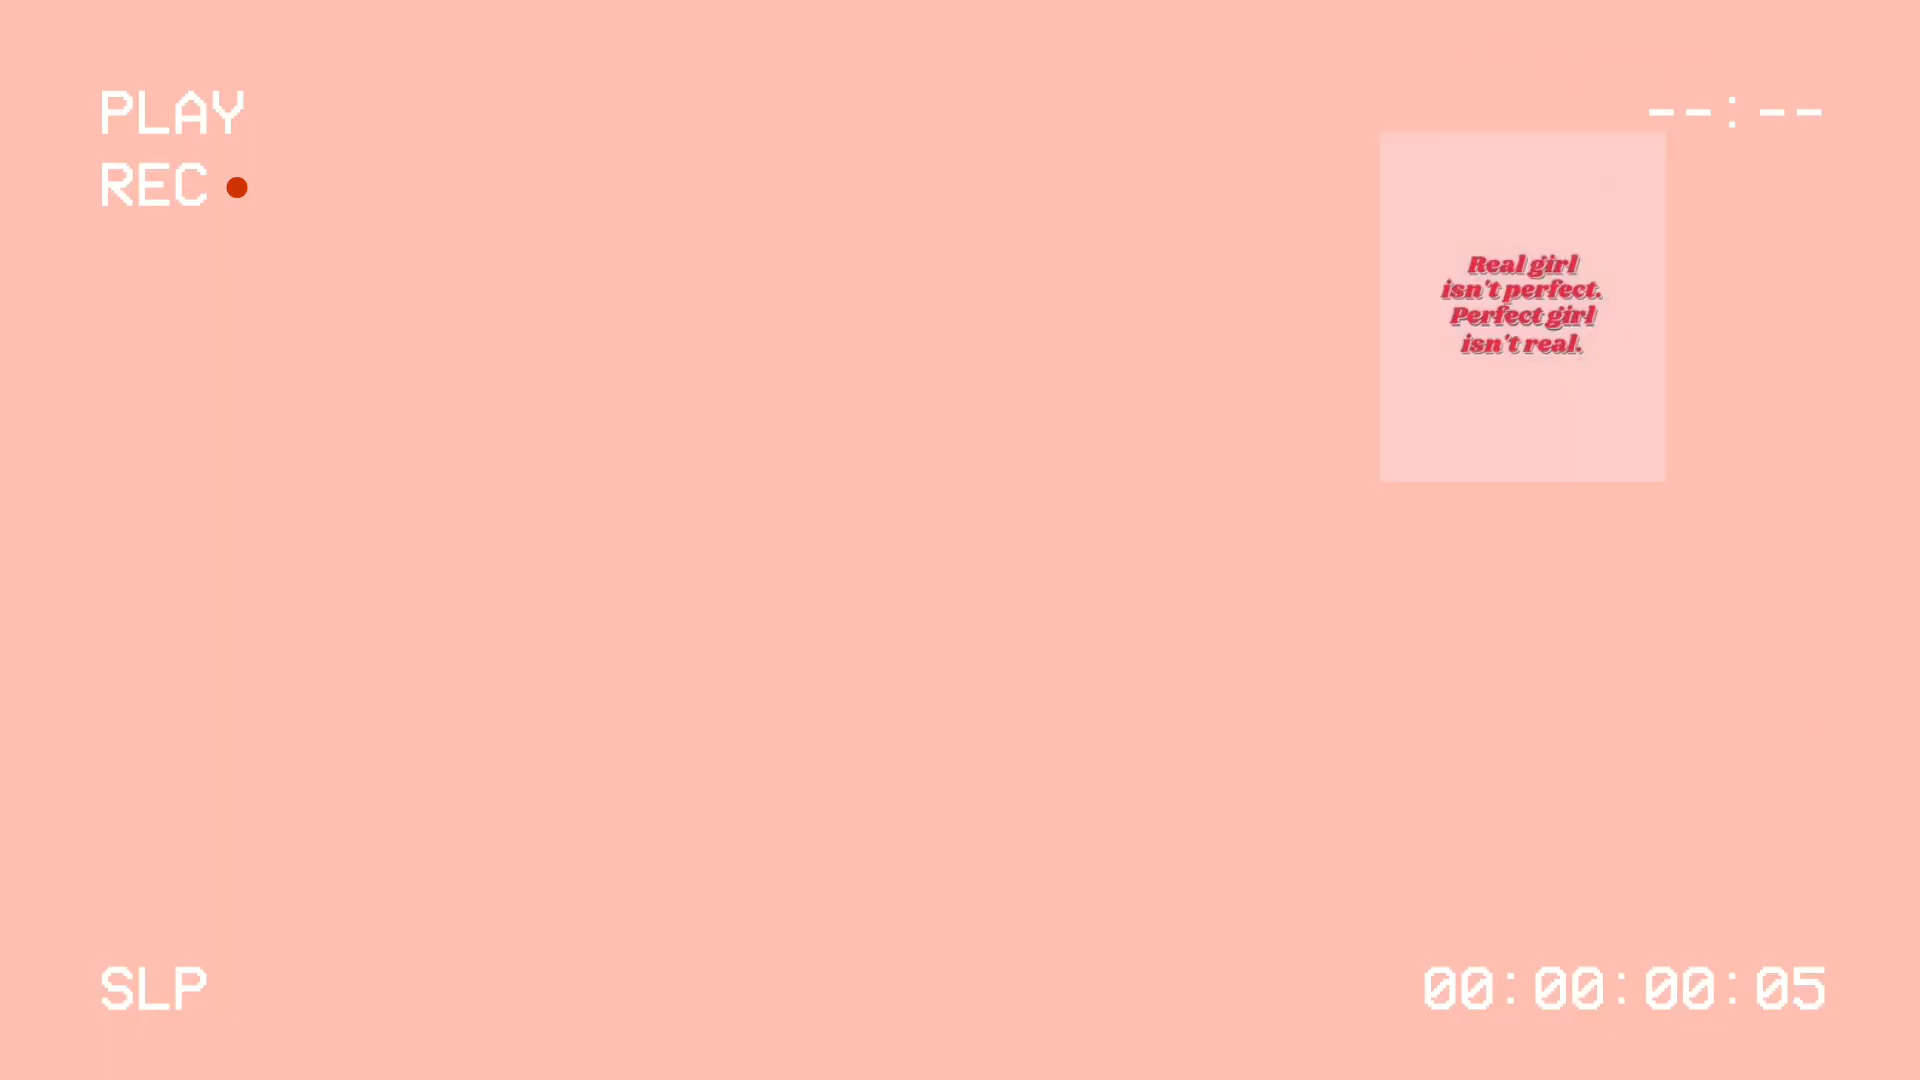 PLAY
--:--
REC
Real girl
isn't perfect.
Perfect girl
isn't real.
SLP
00:00:00:05